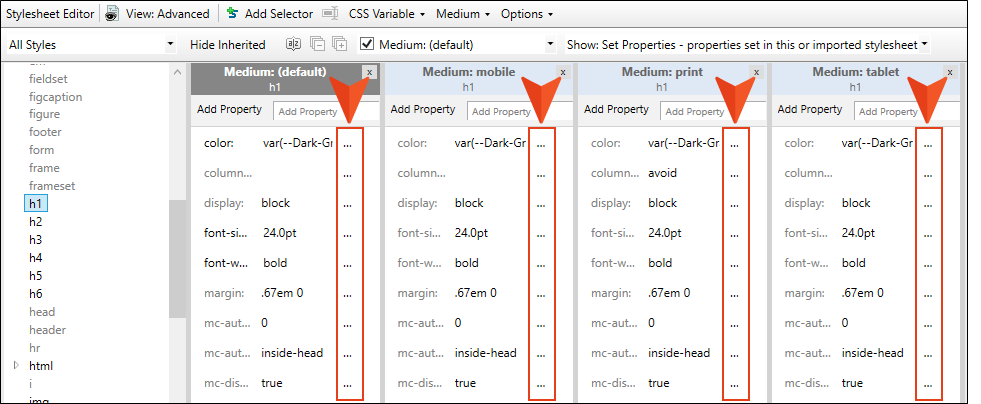 Stylesheet Editor View: Advanced Add Selector CSS Variable Medium Options
All Styles Hide Inherited Medium: (default) Show: Set Properties - properties set in this or imported stylesheet
fieldset
figcaption
figure
footer
form
frame
frameset
h1
h2
h3
h4
h5
h6
head
header
hr
html
i
img
Medium: (default) x
h1
Add Property Add Property
color: var(--Dark-Gr ...
column... ...
display: block ...
font-si... 24.0pt ...
font-w... bold ...
margin: .67em 0 ...
mc-aut... 0 ...
mc-aut... inside-head ...
mc-dis... true ...
Medium: mobile x
h1
Add Property Add Property
color: var(--Dark-Gr ...
column... ...
display: block ...
font-si... 24.0pt ...
font-w... bold ...
margin: .67em 0 ...
mc-aut... 0 ...
mc-aut... inside-head ...
mc-dis... true ...
Medium: print x
h1
Add Property Add Property
color: var(--Dark-Gr ...
column... avoid ...
display: block ...
font-si... 24.0pt ...
font-w... bold ...
margin: .67em 0 ...
mc-aut... 0 ...
mc-aut... inside-head ...
mc-dis... true ...
Medium: tablet x
h1
Add Property Add Property
color: var(--Dark-Gr ...
column... ...
display: block ...
font-si... 24.0pt ...
font-w... bold ...
margin: .67em 0 ...
mc-aut... 0 ...
mc-aut... inside-head ...
mc-dis... true ...